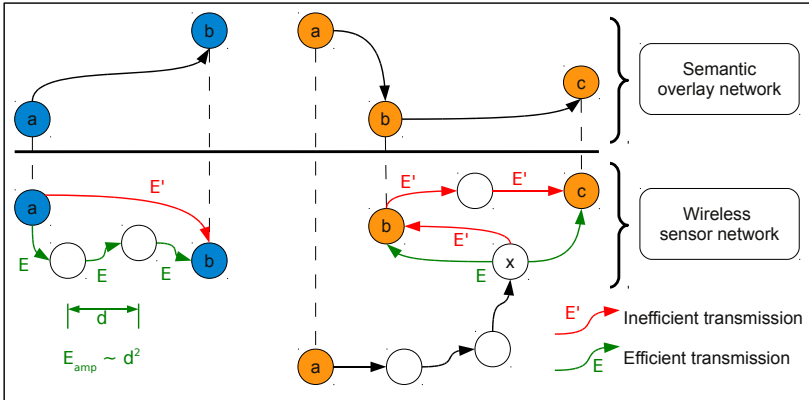 b
a
a
c
b
Semantic
overlay network
a
E'
E
E
E
b
d
E_amp ~ d²
E'
E'
c
b
E'
E
x
a
Wireless
sensor network
E'
Inefficient transmission
E
Efficient transmission